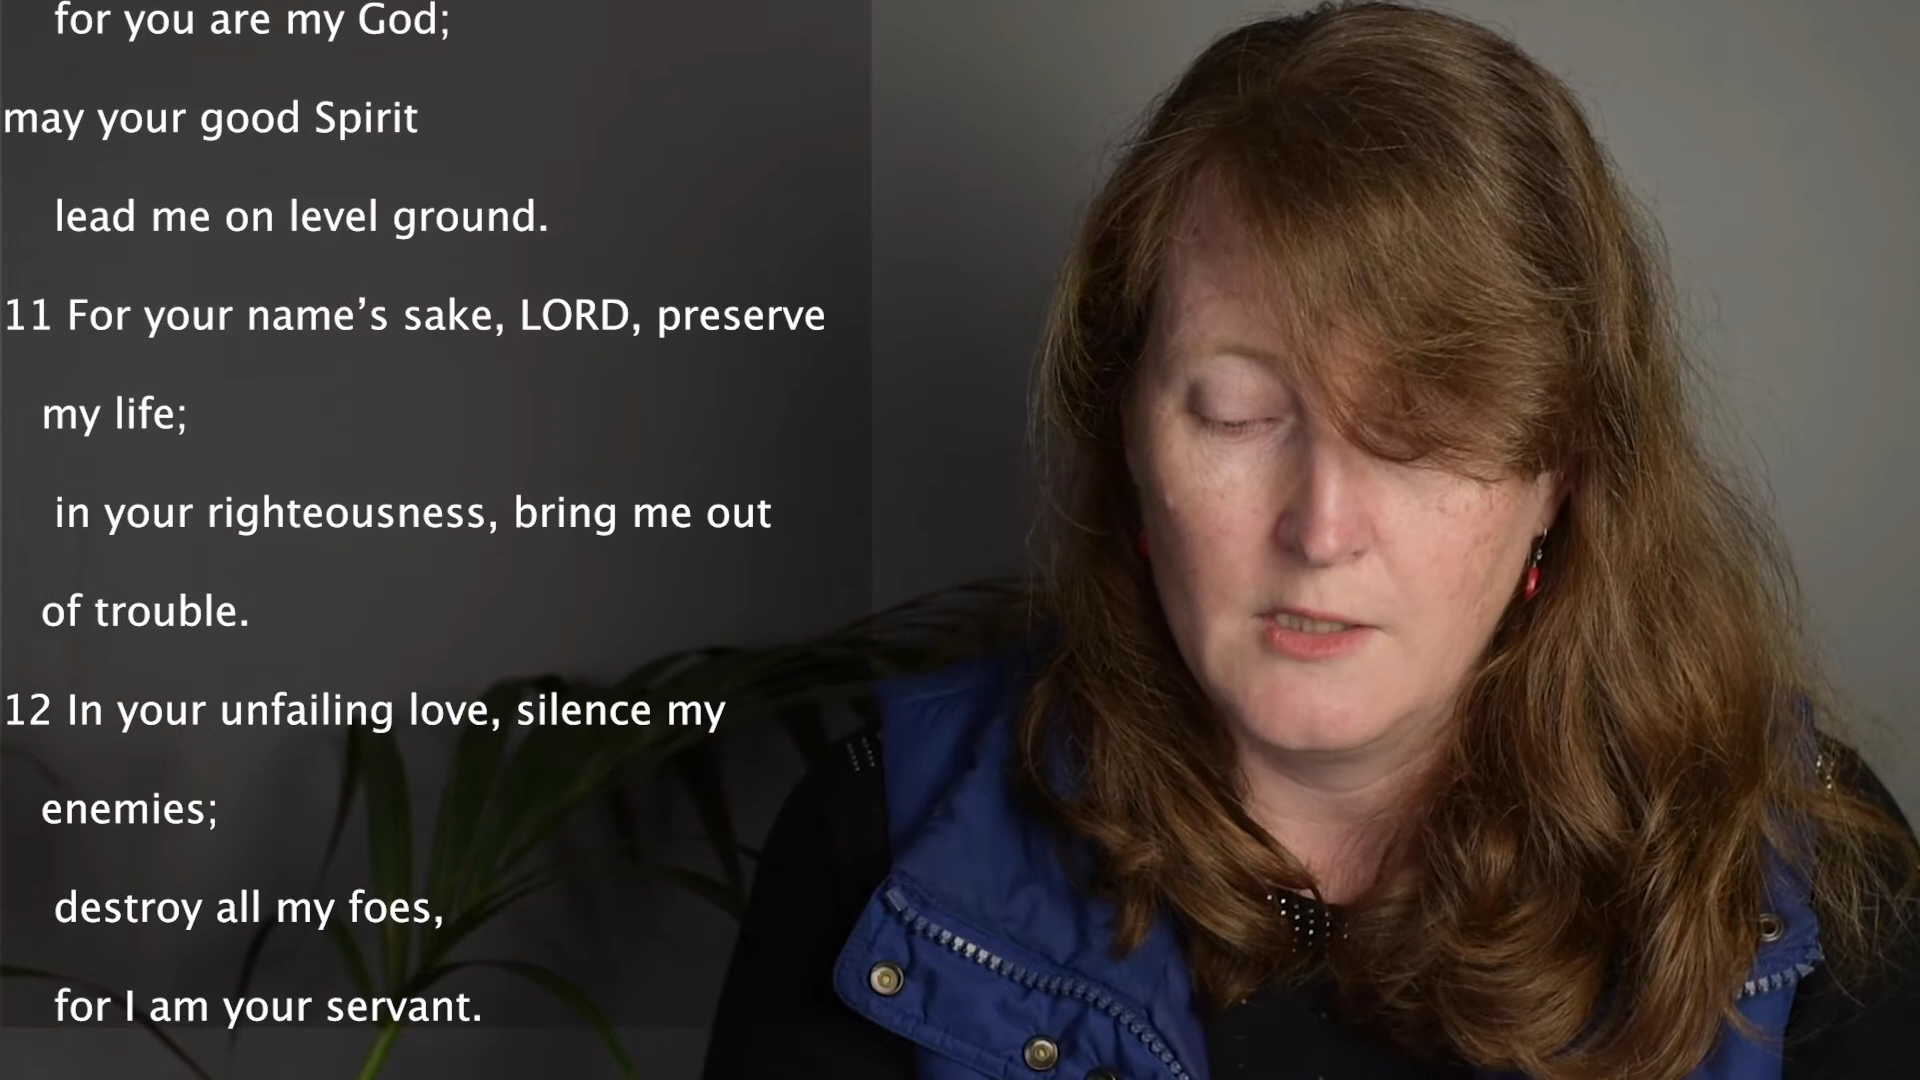 for you are my God;
may your good Spirit
lead me on level ground.
11 For your name’s sake, LORD, preserve
my life;
in your righteousness, bring me out
of trouble.
12 In your unfailing love, silence my
enemies;
destroy all my foes,
for I am your servant.